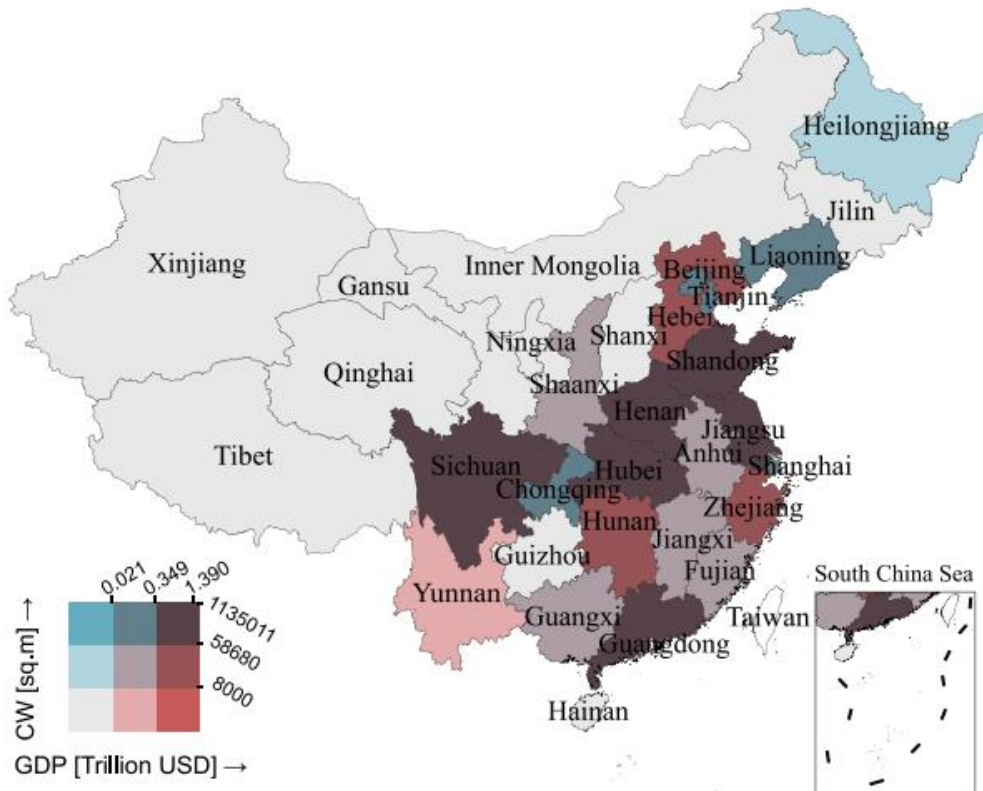 Heilongjiang
Jilin
Liaoning
Xinjiang
Inner Mongolia
Beijing
Gansu
Tianjin
Hebei
Ningxia
Shanxi
Shandong
Qinghai
Shaanxi
Henan
Jiangsu
Tibet
Anhui
Sichuan
Hubei
Shanghai
Chongqing
Zhejiang
Hunan
Jiangxi
Guizhou
Fujian
South China Sea
Yunnan
Guangxi
Taiwan
Guangdong
Hainan
0.021
0.349
1.390
1135011
58680
8000
CW [sq.m] →
GDP [Trillion USD] →